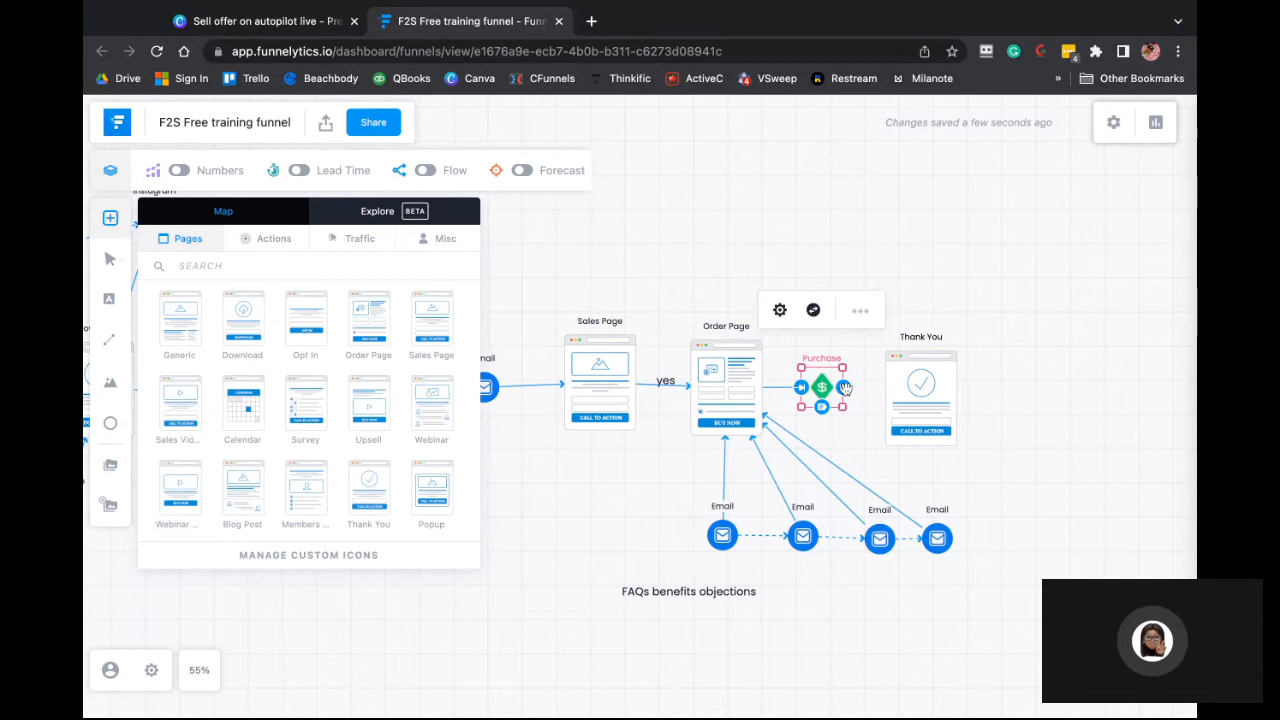 Sell offer on autopilot live - Pre
F2S Free training funnel - Funn
app.funnelytics.io/dashboard/funnels/view/e1676a9e-ecb7-4b0b-b311-c6273d08941c
4
Drive
Sign In
Trello
Beachbody
QBooks
Canva
CFunnels
Thinkific
ActiveC
VSweep
Restream
Milanote
»
Other Bookmarks
F2S Free training funnel
Share
Changes saved a few seconds ago
Numbers
Lead Time
Flow
Forecast
Instagram
Map
Explore BETA
Pages
Actions
Traffic
Misc
SEARCH
Generic
Download
Opt In
Order Page
Sales Page
Sales Vid...
Calendar
Survey
Upsell
Webinar
Webinar ...
Blog Post
Members ...
Thank You
Popup
MANAGE CUSTOM ICONS
mail
Sales Page
CALL TO ACTION
yes
Order Page
BUY NOW
Purchase
Thank You
CALL TO ACTION
Email
Email
Email
Email
FAQs benefits objections
55%